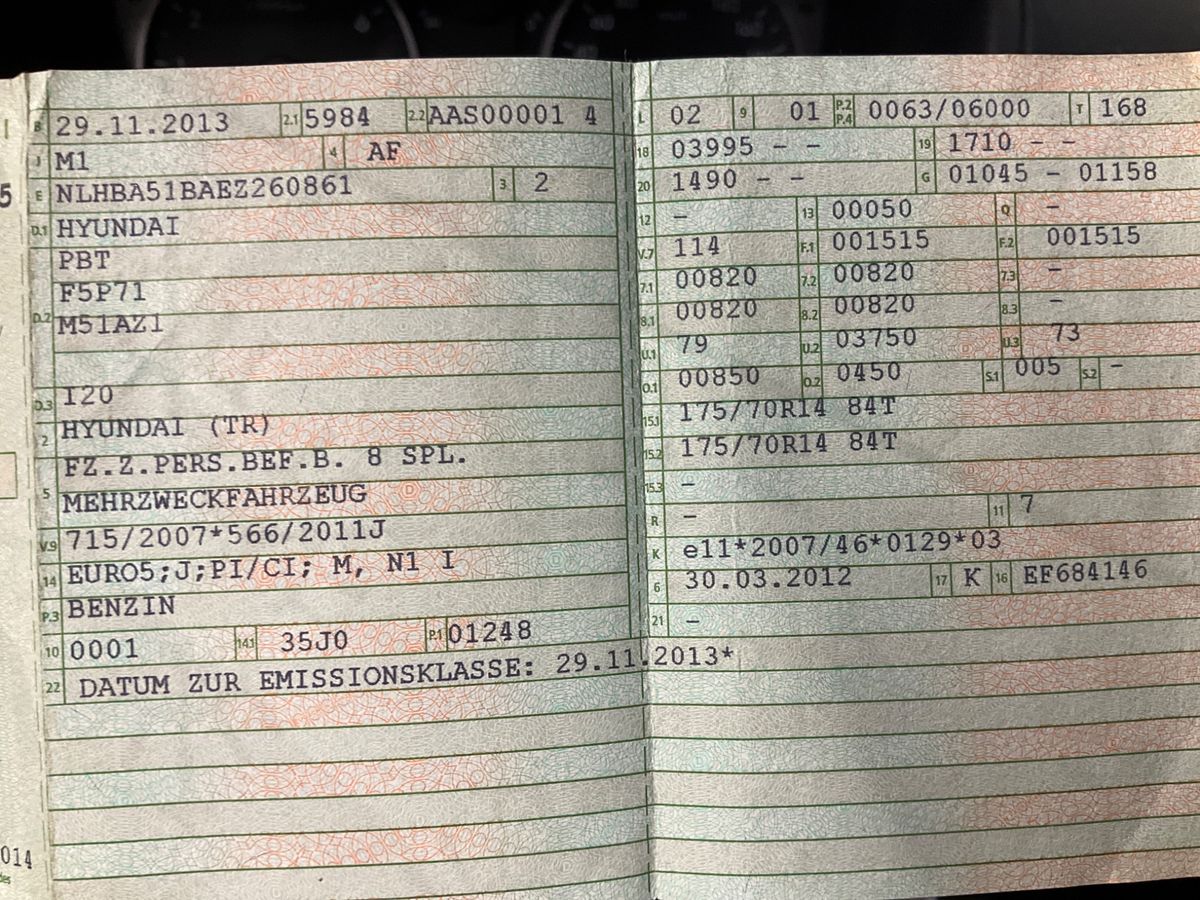 B 29.11.2013 2.1 5984 2.2 AAS00001 4
J M1 4 AF
E NLHBA51BAEZ260861 3 2
D.1 HYUNDAI
PBT
F5P71
D.2 M51AZ1
D.3 I20
2 HYUNDAI (TR)
FZ.Z.PERS.BEF.B. 8 SPL.
5 MEHRZWECKFAHRZEUG
V.9 715/2007*566/2011J
14 EURO5;J;PI/CI; M, N1 I
P.3 BENZIN
10 0001 14.1 35J0 P.1 01248
22 DATUM ZUR EMISSIONSKLASSE: 29.11.2013*
L 02 9 01 P.2 P.4 0063/06000 T 168
18 03995 - - 19 1710 - -
20 1490 - - G 01045 - 01158
12 - 13 00050 Q -
V.7 114 F.1 001515 F.2 001515
7.1 00820 7.2 00820 7.3 -
8.1 00820 8.2 00820 8.3 -
U.1 79 U.2 03750 U.3 73
O.1 00850 O.2 0450 S.1 005 S.2 -
15.1 175/70R14 84T
15.2 175/70R14 84T
15.3 -
R - 11 7
K e11*2007/46*0129*03
6 30.03.2012 17 K 16 EF684146
21 -
5
014